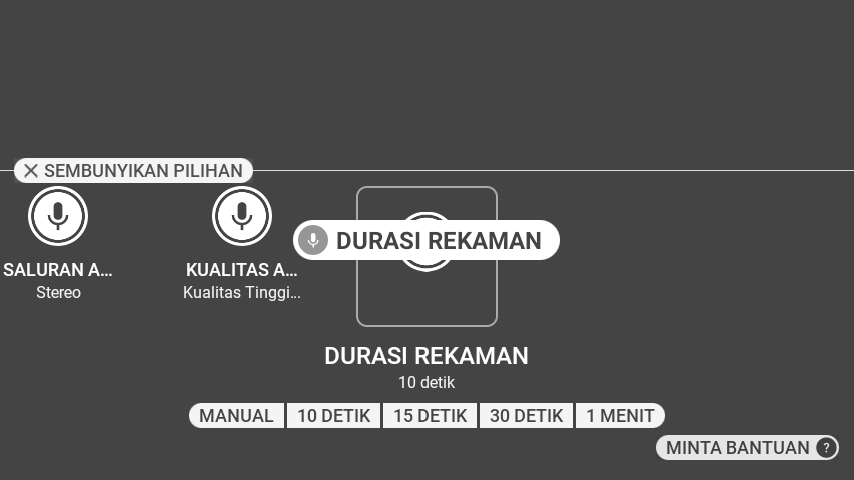 SEMBUNYIKAN PILIHAN
DURASI REKAMAN
SALURAN A...
Stereo
KUALITAS A...
Kualitas Tinggi...
DURASI REKAMAN
10 detik
MANUAL 10 DETIK 15 DETIK 30 DETIK 1 MENIT
MINTA BANTUAN ?